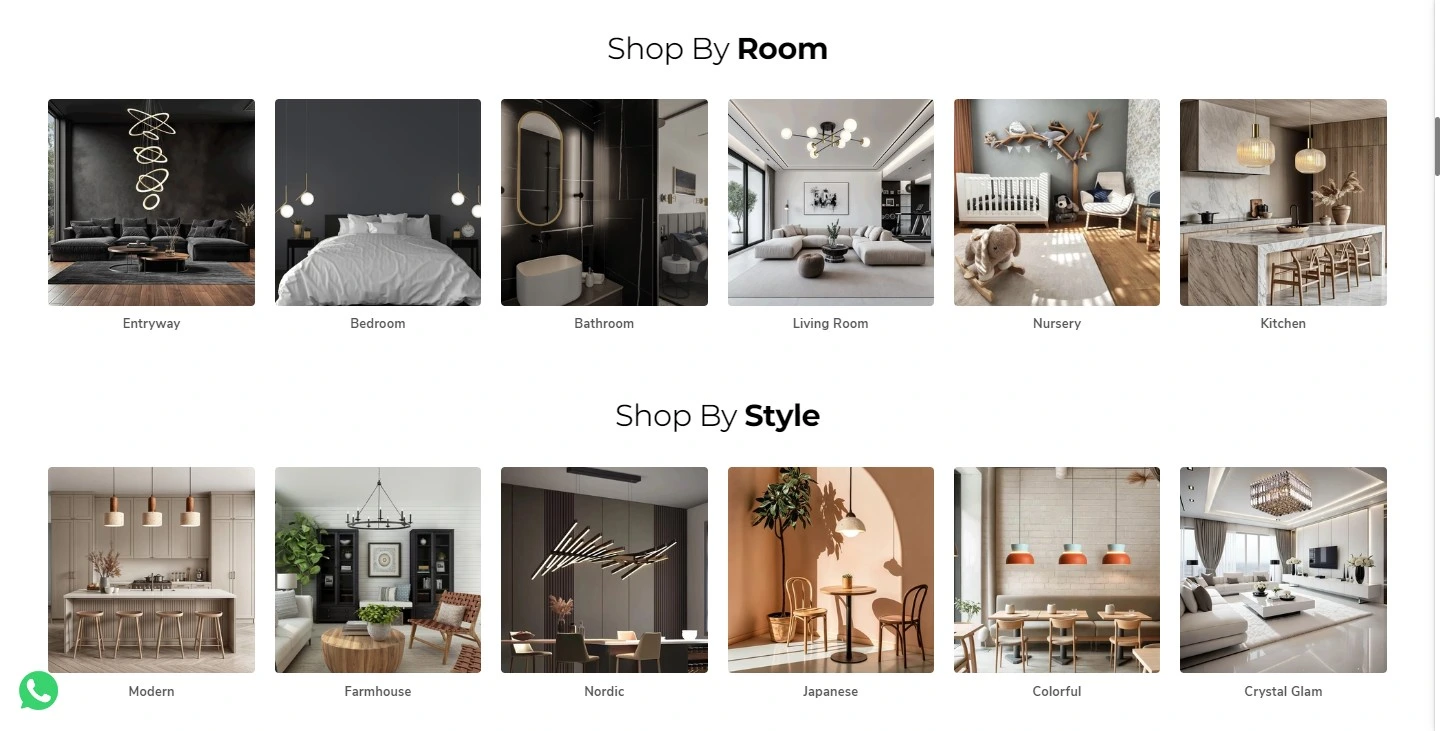 Shop By Room
Entryway
Bedroom
Bathroom
Living Room
Nursery
Kitchen
Shop By Style
Modern
Farmhouse
Nordic
Japanese
Colorful
Crystal Glam